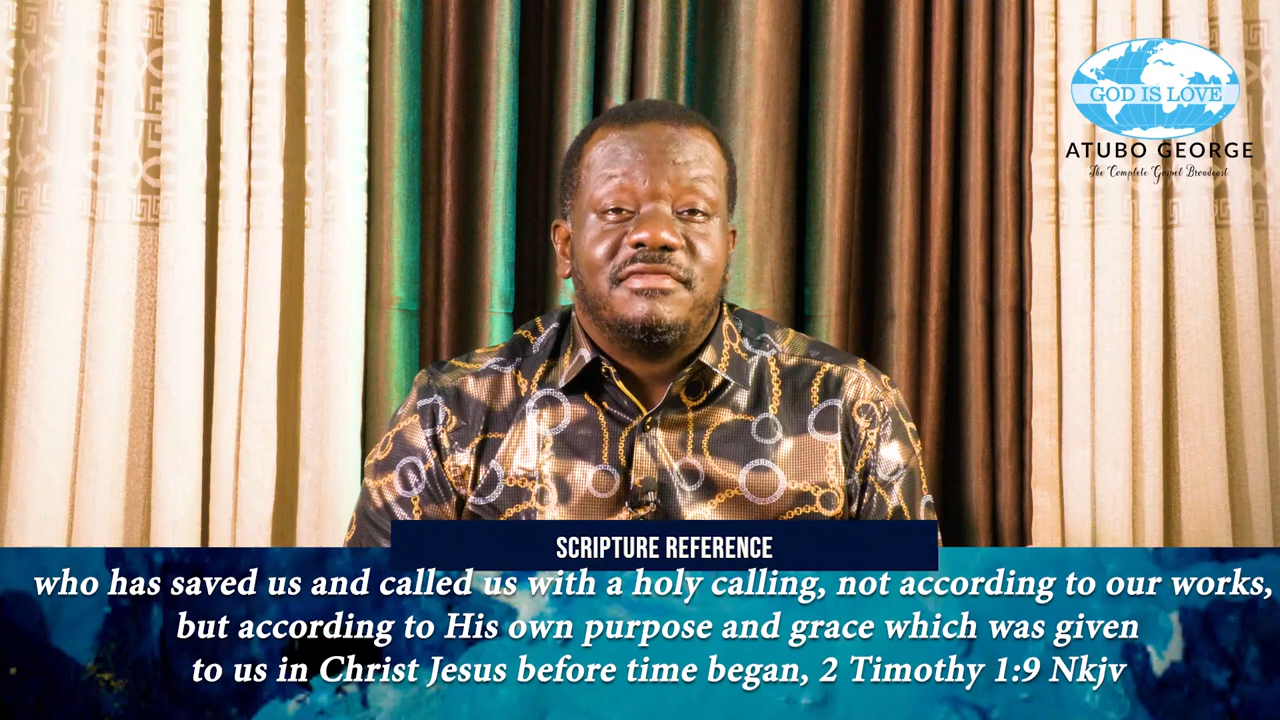 GOD IS LOVE
ATUBO GEORGE
The Complete Gospel Broadcast
SCRIPTURE REFERENCE
who has saved us and called us with a holy calling, not according to our works,
but according to His own purpose and grace which was given
to us in Christ Jesus before time began, 2 Timothy 1:9 Nkjv